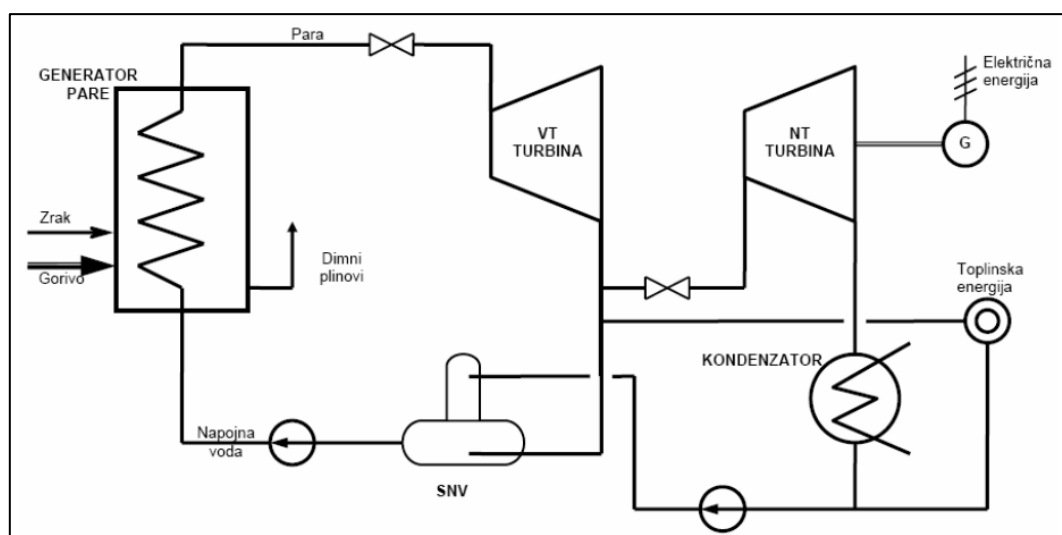 Para
GENERATOR
PARE
VT
TURBINA
NT
TURBINA
Električna
energija
G
Zrak
Gorivo
Dimni
plinovi
Toplinska
energija
KONDENZATOR
Napojna
voda
SNV